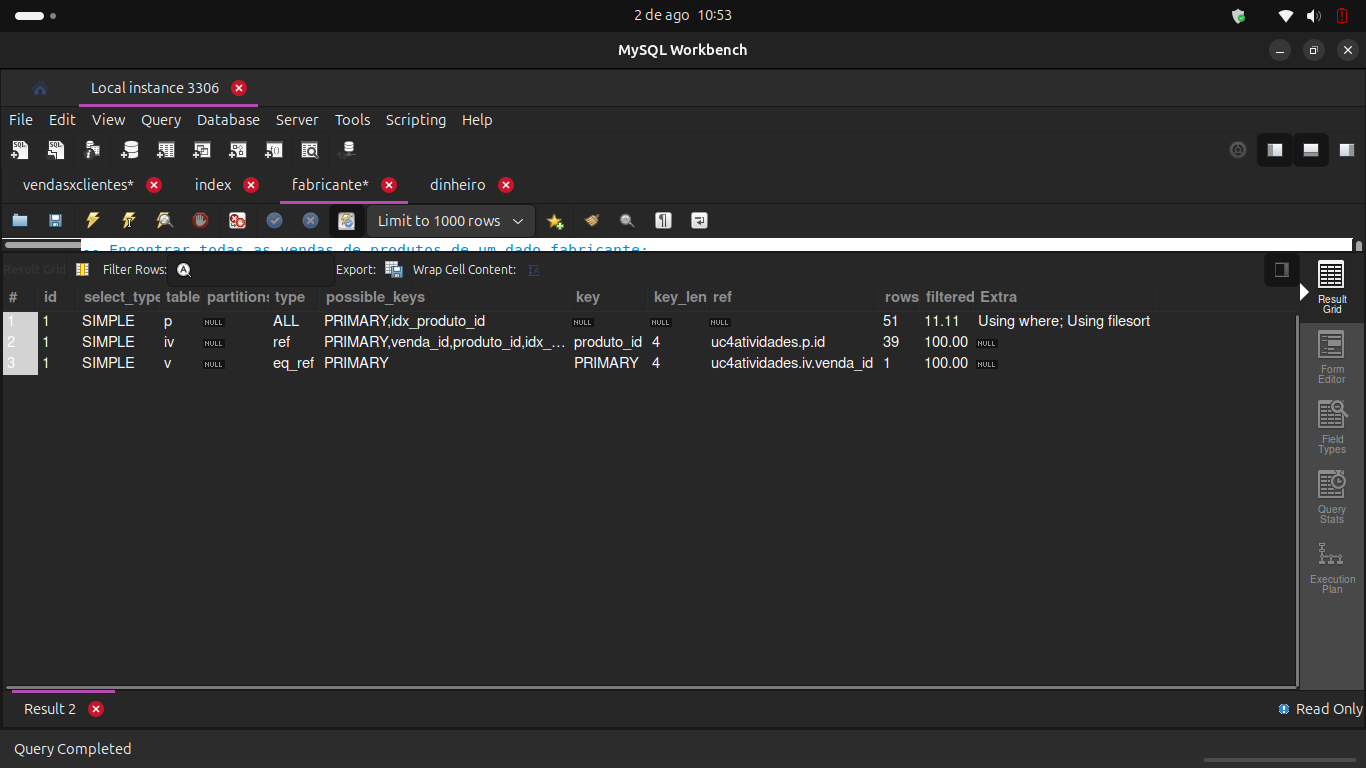 2 de ago 10:53
MySQL Workbench
Local instance 3306
File Edit View Query Database Server Tools Scripting Help
vendasxclientes* index fabricante* dinheiro
Limit to 1000 rows
-- Encontrar todas as vendas de produtos de um dado fabricante:
Result Grid Filter Rows: Export: Wrap Cell Content:
# id select_type table partitions type possible_keys key key_len ref rows filtered Extra
1 1 SIMPLE p NULL ALL PRIMARY,idx_produto_id NULL NULL NULL 51 11.11 Using where; Using filesort
2 1 SIMPLE iv NULL ref PRIMARY,venda_id,produto_id,idx_... produto_id 4 uc4atividades.p.id 39 100.00 NULL
3 1 SIMPLE v NULL eq_ref PRIMARY PRIMARY 4 uc4atividades.iv.venda_id 1 100.00 NULL
Result
Grid
Form
Editor
Field
Types
Query
Stats
Execution
Plan
Result 2
Read Only
Query Completed